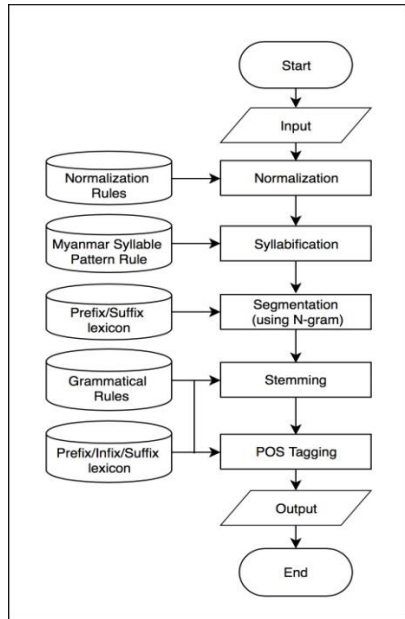 Start
Input
Normalization
Rules
Normalization
Myanmar Syllable
Pattern Rule
Syllabification
Prefix/Suffix
lexicon
Segmentation
(using N-gram)
Grammatical
Rules
Stemming
Prefix/Infix/Suffix
lexicon
POS Tagging
Output
End